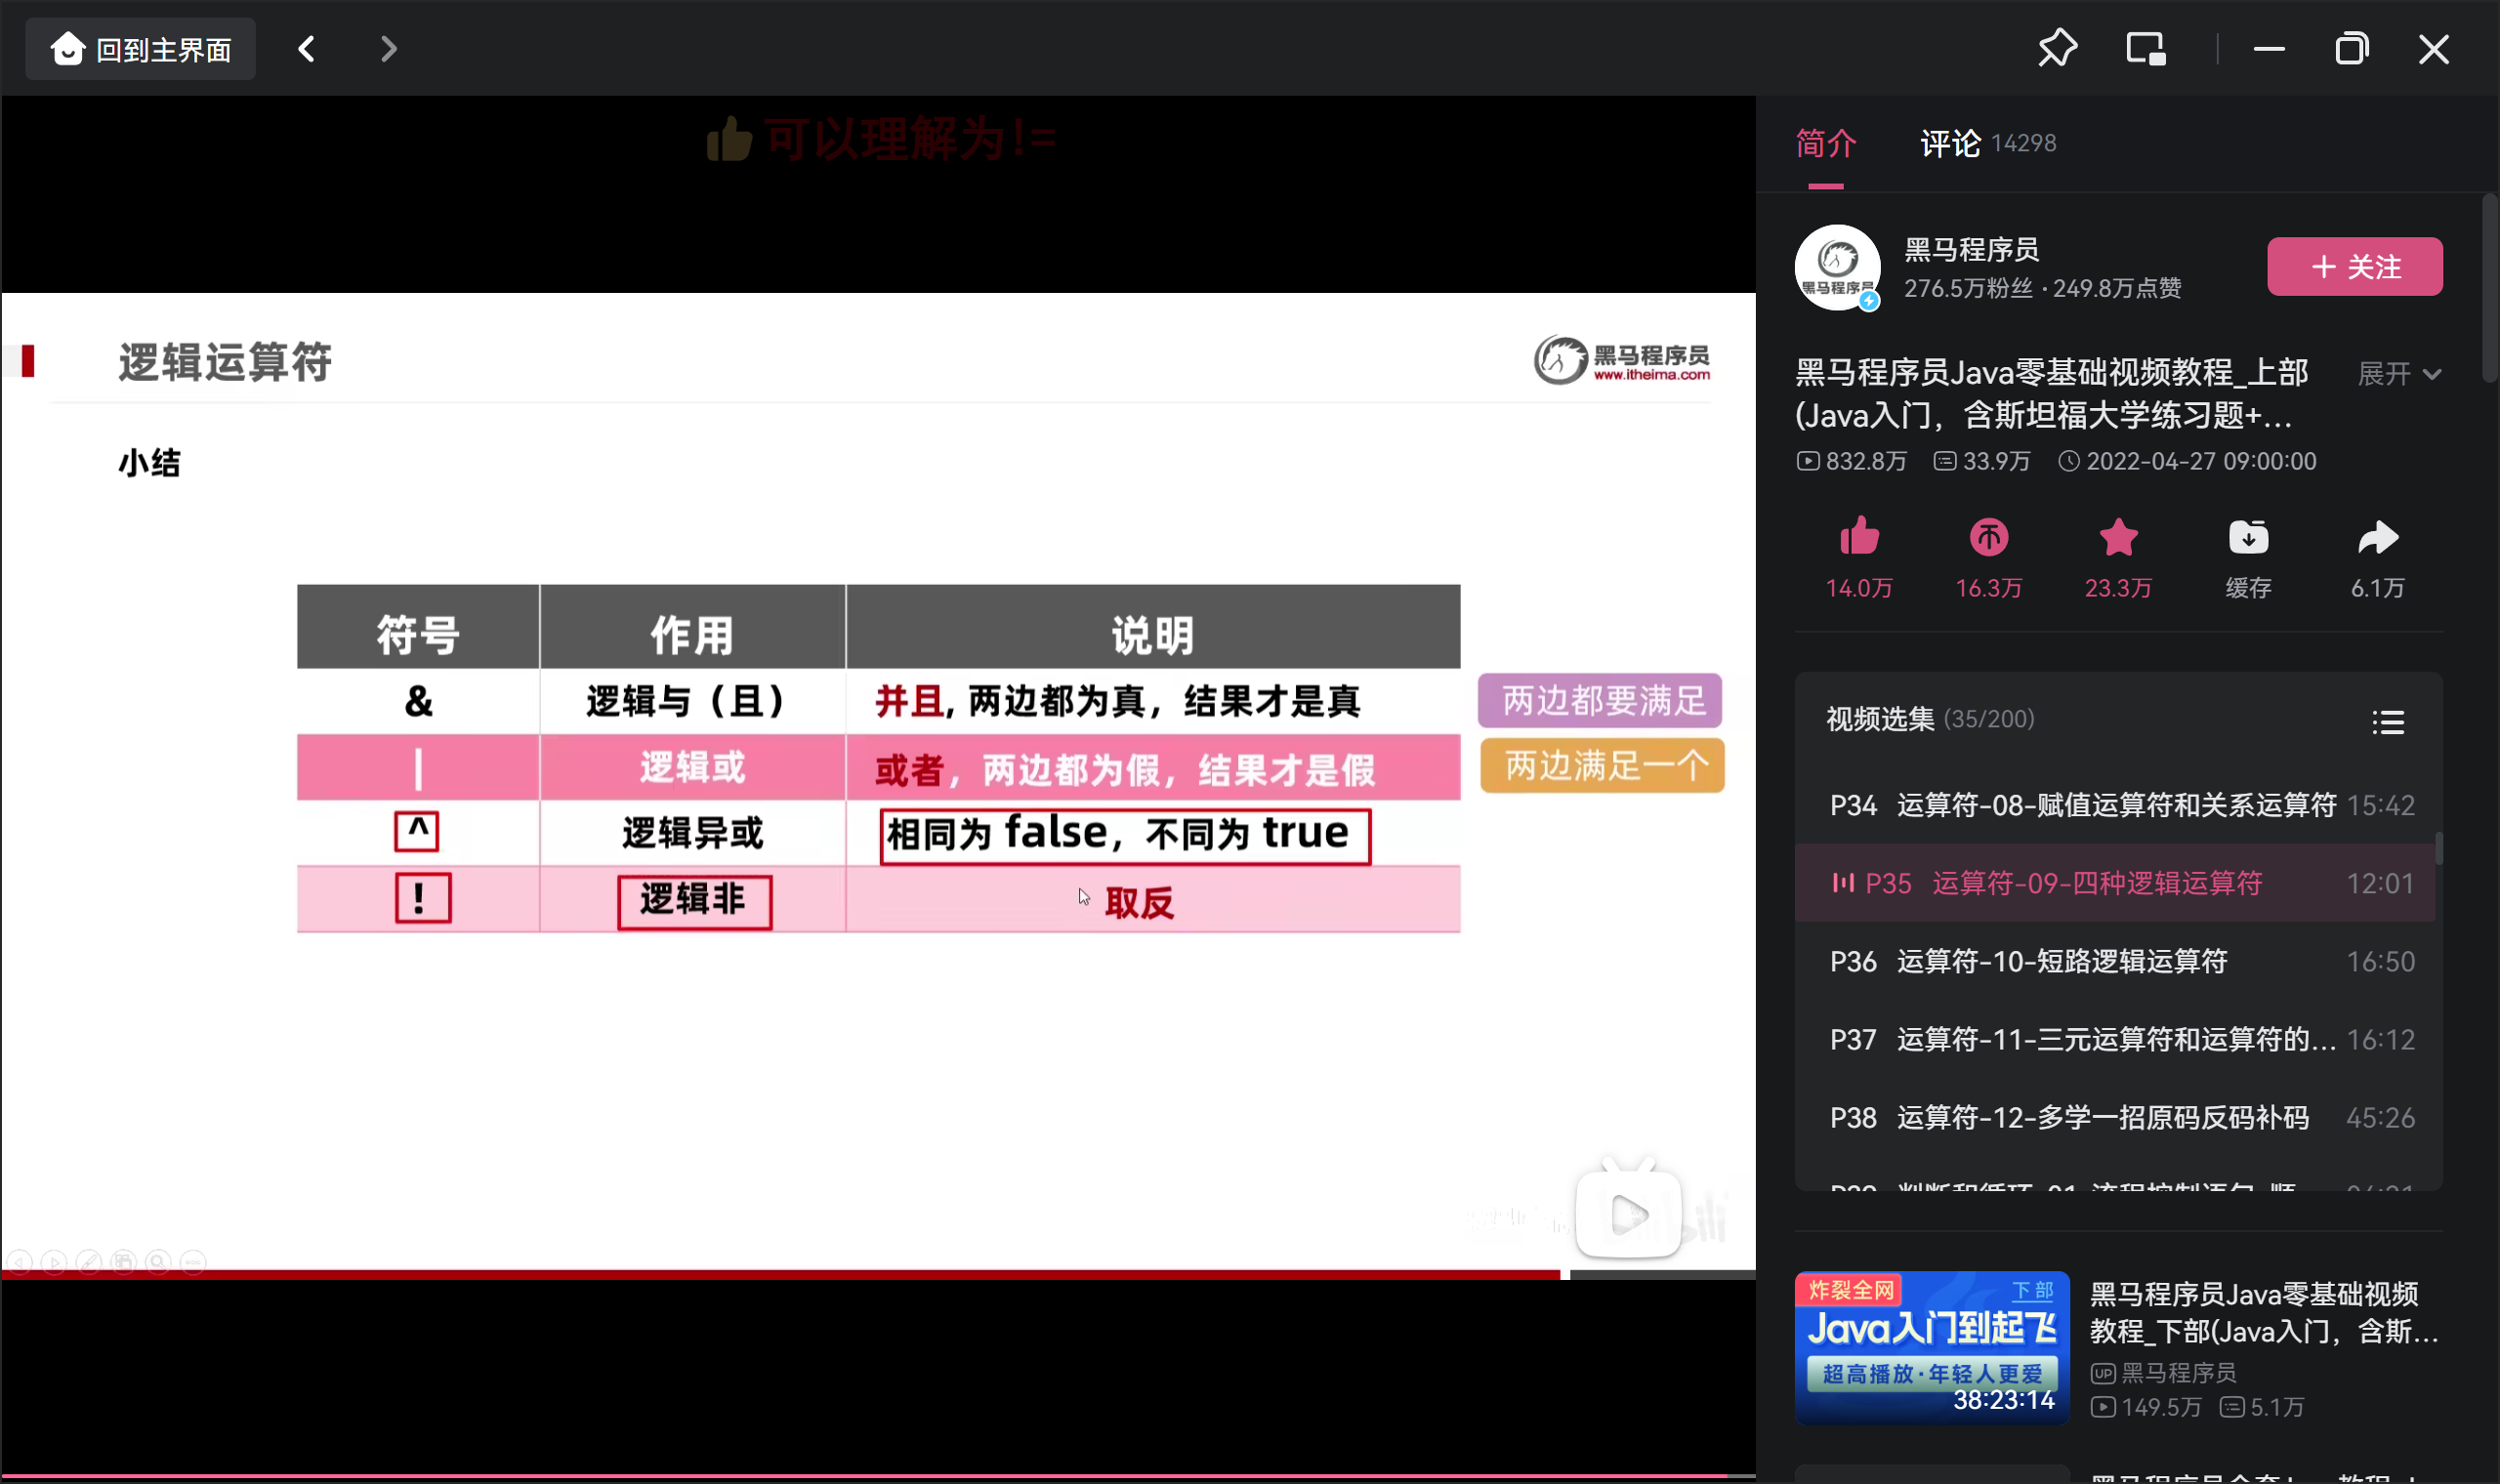 回到主界面
可以理解为!=
逻辑运算符
黑马程序员
www.itheima.com
小结
符号 作用 说明
& 逻辑与（且） 并且, 两边都为真，结果才是真 两边都要满足
| 逻辑或 或者，两边都为假，结果才是假 两边满足一个
^ 逻辑异或 相同为 false，不同为 true
! 逻辑非 取反
简介 评论 14298
黑马程序员
黑马程序员
276.5万粉丝 · 249.8万点赞
+ 关注
黑马程序员Java零基础视频教程_上部 展开
(Java入门，含斯坦福大学练习题+...
832.8万 33.9万 2022-04-27 09:00:00
14.0万 16.3万 23.3万 缓存 6.1万
视频选集 (35/200)
P34 运算符-08-赋值运算符和关系运算符 15:42
P35 运算符-09-四种逻辑运算符 12:01
P36 运算符-10-短路逻辑运算符 16:50
P37 运算符-11-三元运算符和运算符的... 16:12
P38 运算符-12-多学一招原码反码补码 45:26
炸裂全网 下部
Java入门到起飞
超高播放·年轻人更爱
38:23:14
黑马程序员Java零基础视频
教程_下部(Java入门，含斯...
UP 黑马程序员
149.5万 5.1万